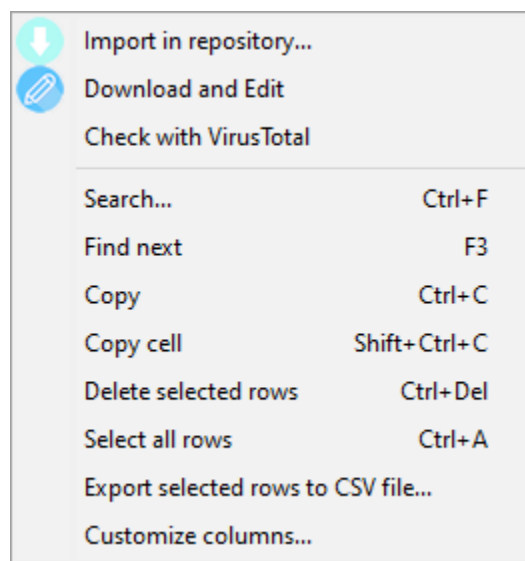 Import in repository...
Download and Edit
Check with VirusTotal
Search... Ctrl+F
Find next F3
Copy Ctrl+C
Copy cell Shift+Ctrl+C
Delete selected rows Ctrl+Del
Select all rows Ctrl+A
Export selected rows to CSV file...
Customize columns...